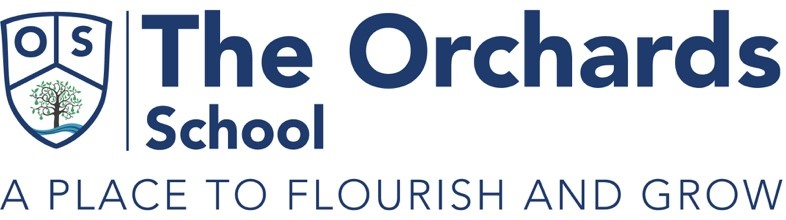 O S
The Orchards
School
A PLACE TO FLOURISH AND GROW